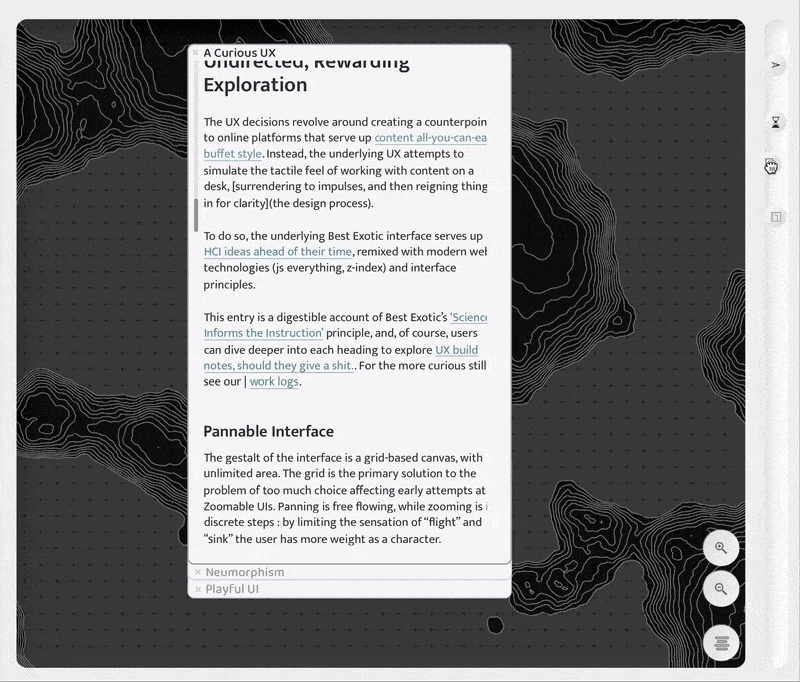 A Curious UX
Undirected, Rewarding
Exploration
The UX decisions revolve around creating a counterpoin
to online platforms that serve up content all-you-can-ea
buffet style. Instead, the underlying UX attempts to
simulate the tactile feel of working with content on a
desk, [surrendering to impulses, and then reigning thing
in for clarity](the design process).
To do so, the underlying Best Exotic interface serves up
HCI ideas ahead of their time, remixed with modern wel
technologies (js everything, z-index) and interface
principles.
This entry is a digestible account of Best Exotic's 'Scienc
Informs the Instruction' principle, and, of course, users
can dive deeper into each heading to explore UX build
notes, should they give a shit.. For the more curious still
see our | work logs.
Pannable Interface
The gestalt of the interface is a grid-based canvas, with
unlimited area. The grid is the primary solution to the
problem of too much choice affecting early attempts at
Zoomable UIs. Panning is free flowing, while zooming is i
discrete steps : by limiting the sensation of “flight” and
“sink” the user has more weight as a character.
Neumorphism
Playful UI